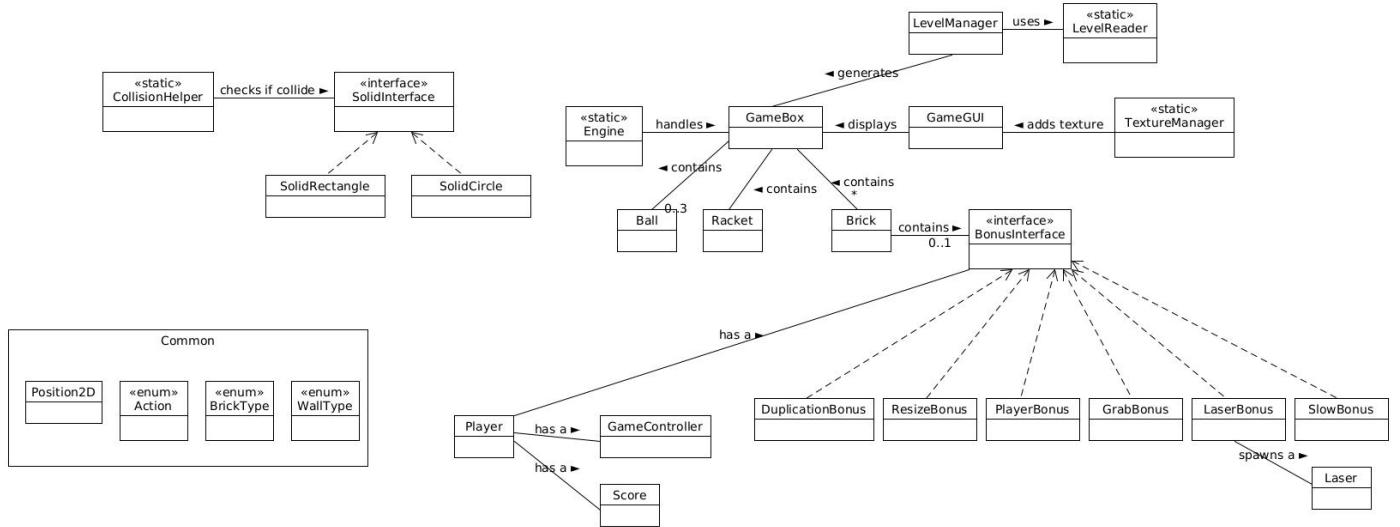 LevelManager
uses ►
«static»
LevelReader
◄ generates
«static»
CollisionHelper
checks if collide ►
«interface»
SolidInterface
SolidRectangle
SolidCircle
«static»
Engine
handles ►
GameBox
◄ displays
GameGUI
◄ adds texture
«static»
TextureManager
◄ contains
0..3
◄ contains
◄ contains
*
Ball
Racket
Brick
contains ►
0..1
«interface»
BonusInterface
has a ►
Common
Position2D
«enum»
Action
«enum»
BrickType
«enum»
WallType
DuplicationBonus
ResizeBonus
PlayerBonus
GrabBonus
LaserBonus
SlowBonus
Player
has a ►
GameController
has a ►
Score
spawns a ►
Laser